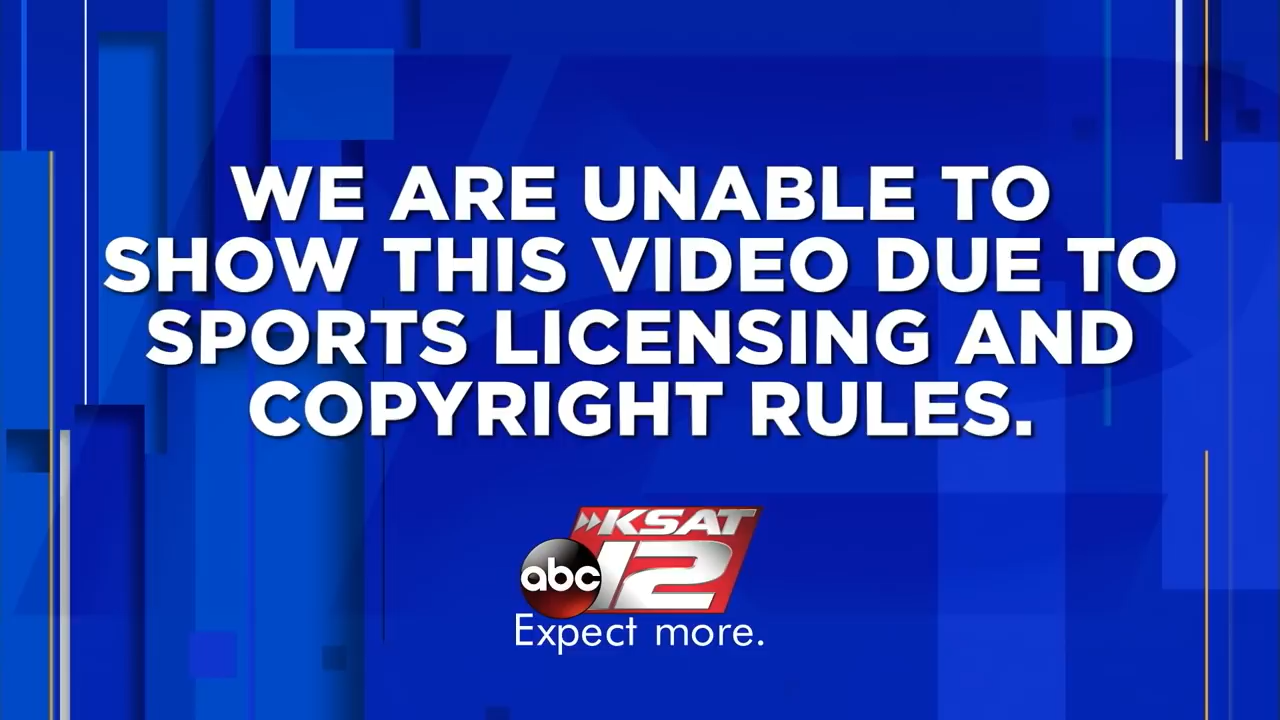 WE ARE UNABLE TO
SHOW THIS VIDEO DUE TO
SPORTS LICENSING AND
COPYRIGHT RULES.
KSAT
abc 12
Expect more.